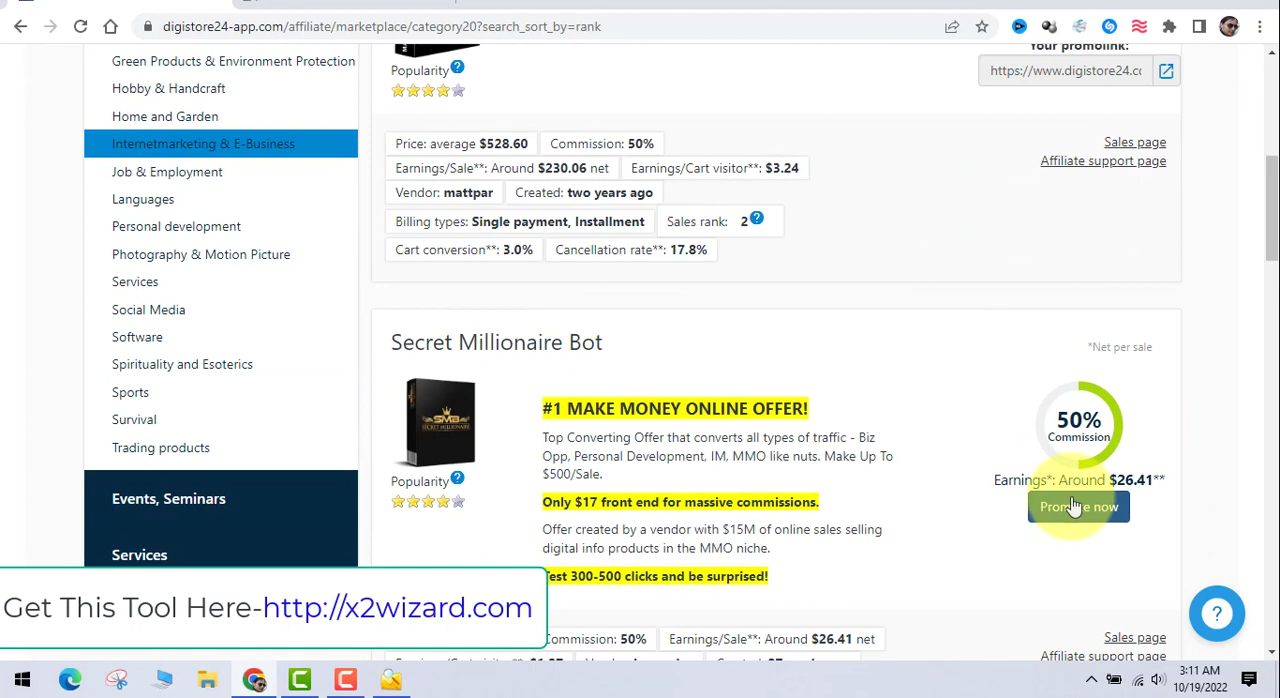 digistore24-app.com/affiliate/marketplace/category20?search_sort_by=rank
Green Products & Environment Protection
Hobby & Handcraft
Home and Garden
Internetmarketing & E-Business
Job & Employment
Languages
Personal development
Photography & Motion Picture
Services
Social Media
Software
Spirituality and Esoterics
Sports
Survival
Trading products
Events, Seminars
Services
Popularity
Your promolink:
https://www.digistore24.cc
Price: average $528.60 Commission: 50%
Earnings/Sale**: Around $230.06 net Earnings/Cart visitor**: $3.24
Vendor: mattpar Created: two years ago
Billing types: Single payment, Installment Sales rank: 2
Cart conversion**: 3.0% Cancellation rate**: 17.8%
Sales page
Affiliate support page
Secret Millionaire Bot
*Net per sale
SMB
SECRET MILLIONAIRE
Popularity
#1 MAKE MONEY ONLINE OFFER!
Top Converting Offer that converts all types of traffic - Biz
Opp, Personal Development, IM, MMO like nuts. Make Up To
$500/Sale.
Only $17 front end for massive commissions.
Offer created by a vendor with $15M of online sales selling
digital info products in the MMO niche.
Test 300-500 clicks and be surprised!
50%
Commission
Earnings*: Around $26.41**
Promote now
Commission: 50% Earnings/Sale**: Around $26.41 net
Sales page
Affiliate support page
Get This Tool Here-http://x2wizard.com
3:11 AM
10/19/2022